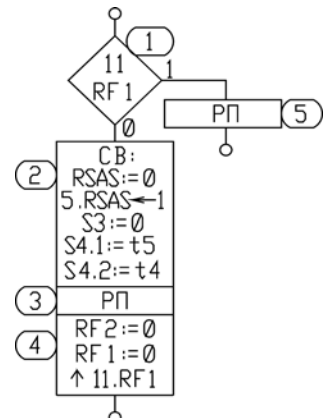 1
11
RF1
1
РП
5
0
2
СВ:
RSAS:=0
5.RSAS←1
S3:=0
S4.1:=t5
S4.2:=t4
3
РП
4
RF2:=0
RF1:=0
↑ 11.RF1